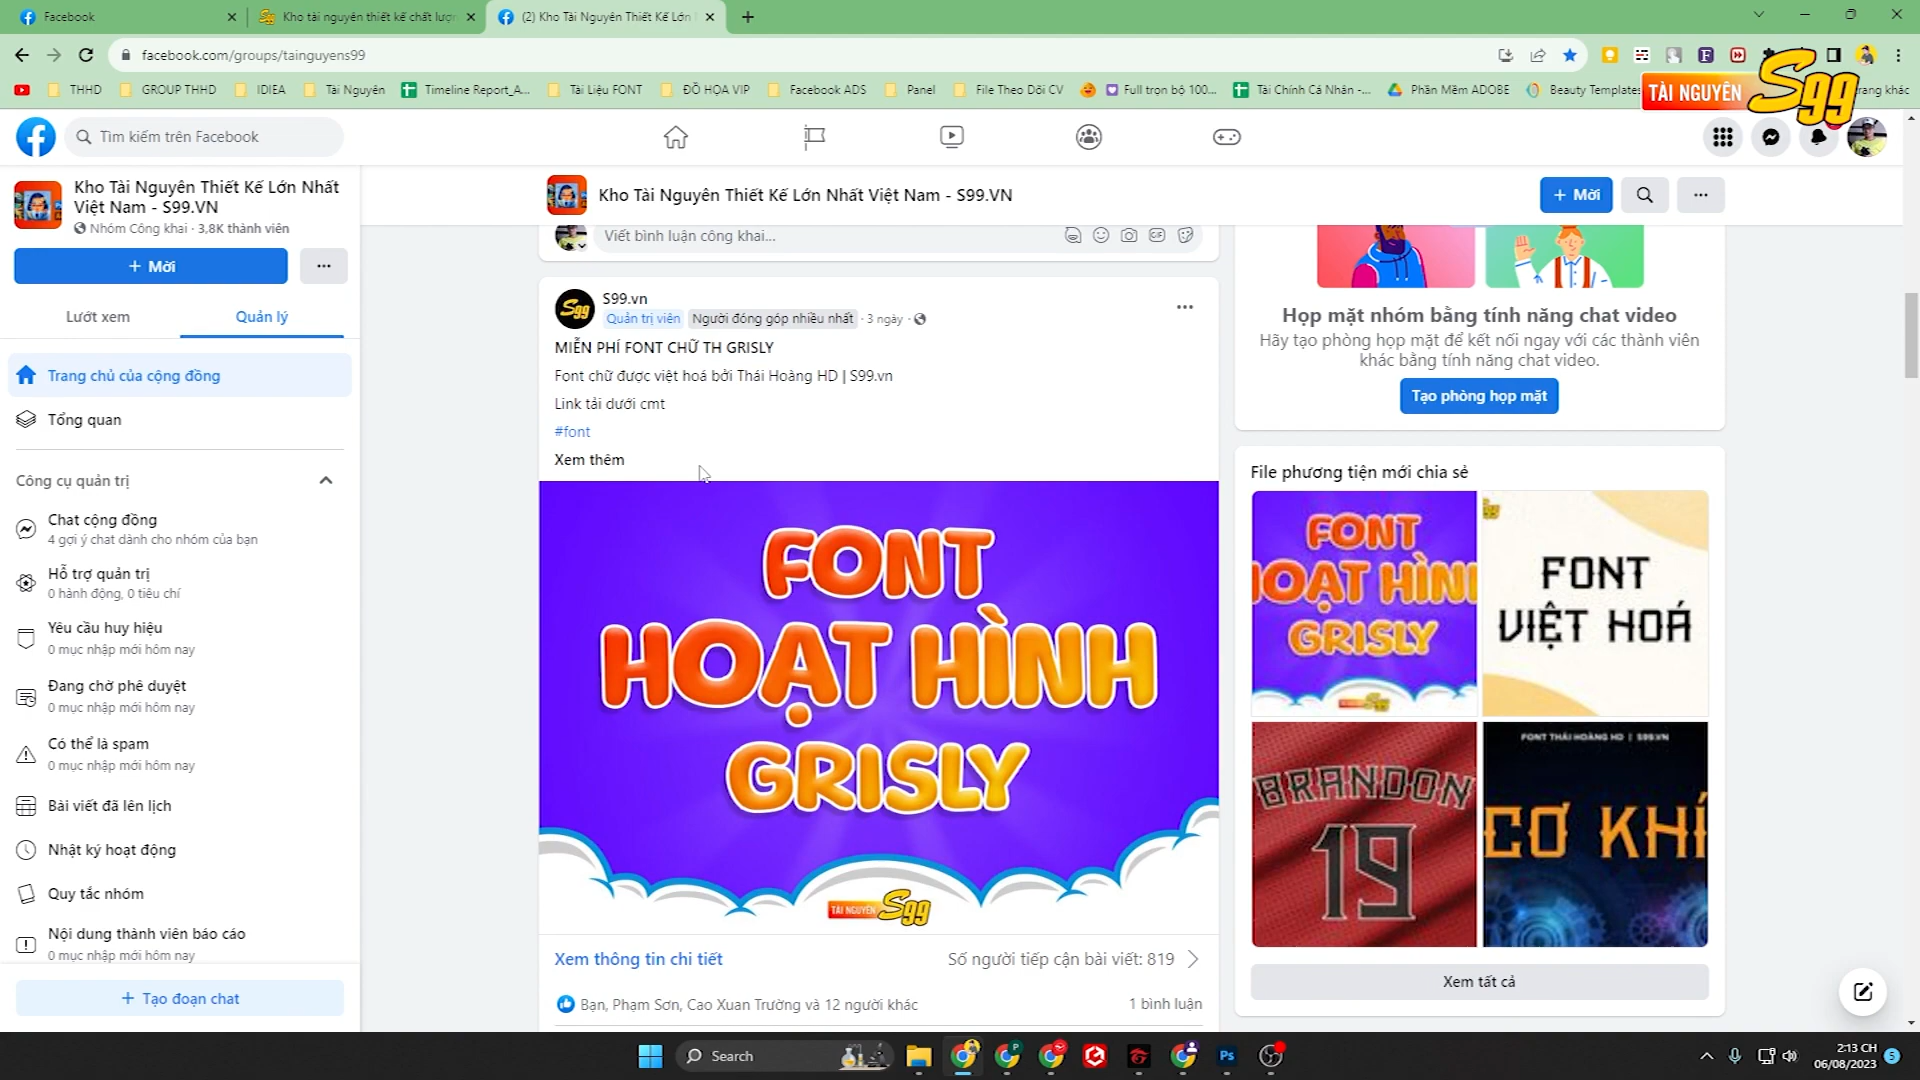 Facebook
Kho tài nguyên thiết kế chất lượn
(2) Kho Tài Nguyên Thiết Kế Lớn
facebook.com/groups/tainguyens99
THHD
GROUP THHD
IDIEA
Tài Nguyên
Timeline Report_A...
Tài Liệu FONT
ĐỒ HỌA VIP
Facebook ADS
Panel
File Theo Dõi CV
Full trọn bộ 100...
Tài Chính Cá Nhân -...
Phần Mềm ADOBE
Beauty Templates
trang khác
TÀI NGUYÊN S99
Tìm kiếm trên Facebook
Kho Tài Nguyên Thiết Kế Lớn Nhất
Việt Nam - S99.VN
Nhóm Công khai · 3,8K thành viên
+ Mời
Lướt xem
Quản lý
Trang chủ của cộng đồng
Tổng quan
Công cụ quản trị
Chat cộng đồng
4 gợi ý chat dành cho nhóm của bạn
Hỗ trợ quản trị
0 hành động, 0 tiêu chí
Yêu cầu huy hiệu
0 mục nhập mới hôm nay
Đang chờ phê duyệt
0 mục nhập mới hôm nay
Có thể là spam
0 mục nhập mới hôm nay
Bài viết đã lên lịch
Nhật ký hoạt động
Quy tắc nhóm
Nội dung thành viên báo cáo
0 mục nhập mới hôm nay
+ Tạo đoạn chat
Kho Tài Nguyên Thiết Kế Lớn Nhất Việt Nam - S99.VN
+ Mời
Viết bình luận công khai...
S99
S99.vn
Quản trị viên Người đóng góp nhiều nhất · 3 ngày ·
MIỄN PHÍ FONT CHỮ TH GRISLY
Font chữ được việt hoá bởi Thái Hoàng HD | S99.vn
Link tải dưới cmt
#font
Xem thêm
FONT
HOẠT HÌNH
GRISLY
TÀI NGUYÊN S99
Xem thông tin chi tiết
Số người tiếp cận bài viết: 819
Bạn, Phạm Sơn, Cao Xuan Trường và 12 người khác
1 bình luận
Họp mặt nhóm bằng tính năng chat video
Hãy tạo phòng họp mặt để kết nối ngay với các thành viên
khác bằng tính năng chat video.
Tạo phòng họp mặt
File phương tiện mới chia sẻ
FONT
HOẠT HÌNH
GRISLY
FONT
VIỆT HOÁ
BRANDON
19
FONT THÁI HOÀNG HD | S99.VN
CƠ KHÍ
Xem tất cả
Search
2:13 CH
06/08/2023
5